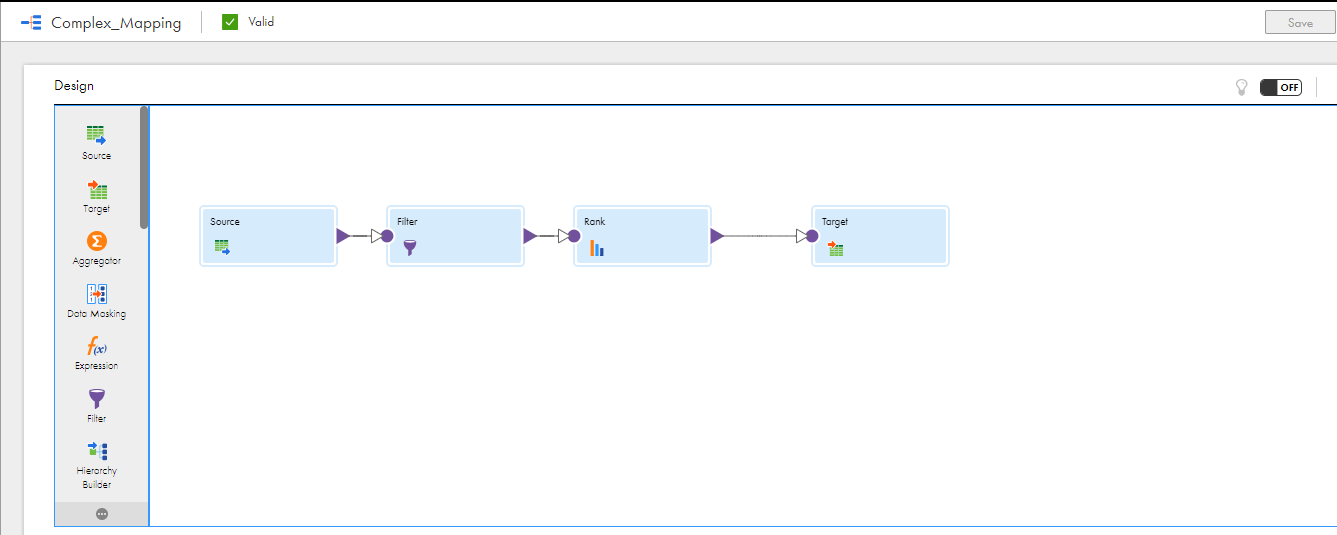 Complex_Mapping
Valid
Save
Design
OFF
Source
Target
Aggregator
Data Masking
Expression
Filter
Hierarchy
Builder
Source
Filter
Rank
Target